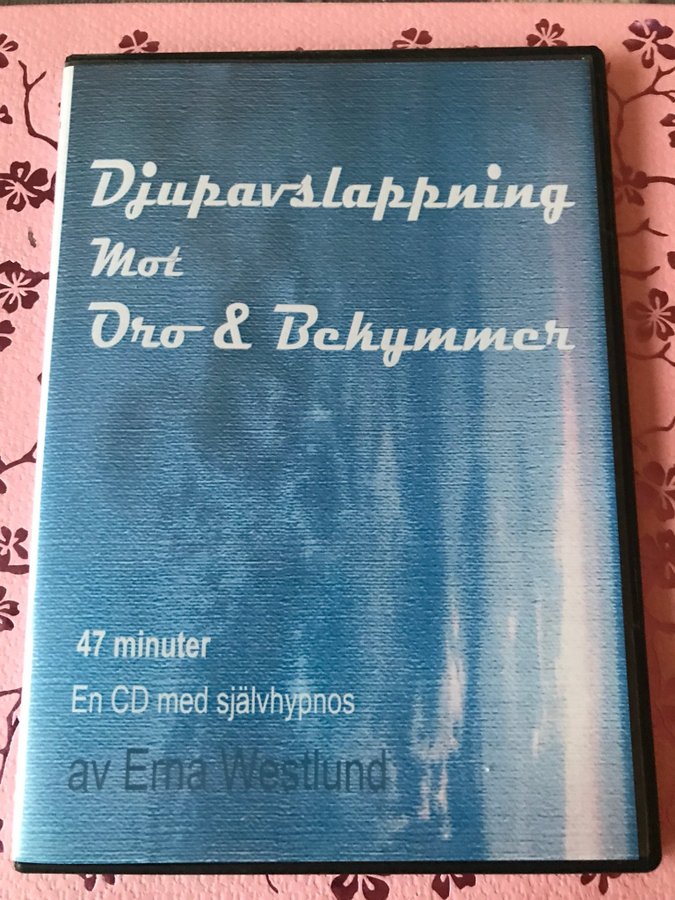 Djupavslappning
Mot
Oro & Bekymmer
47 minuter
En CD med självhypnos
av Erna Westlund